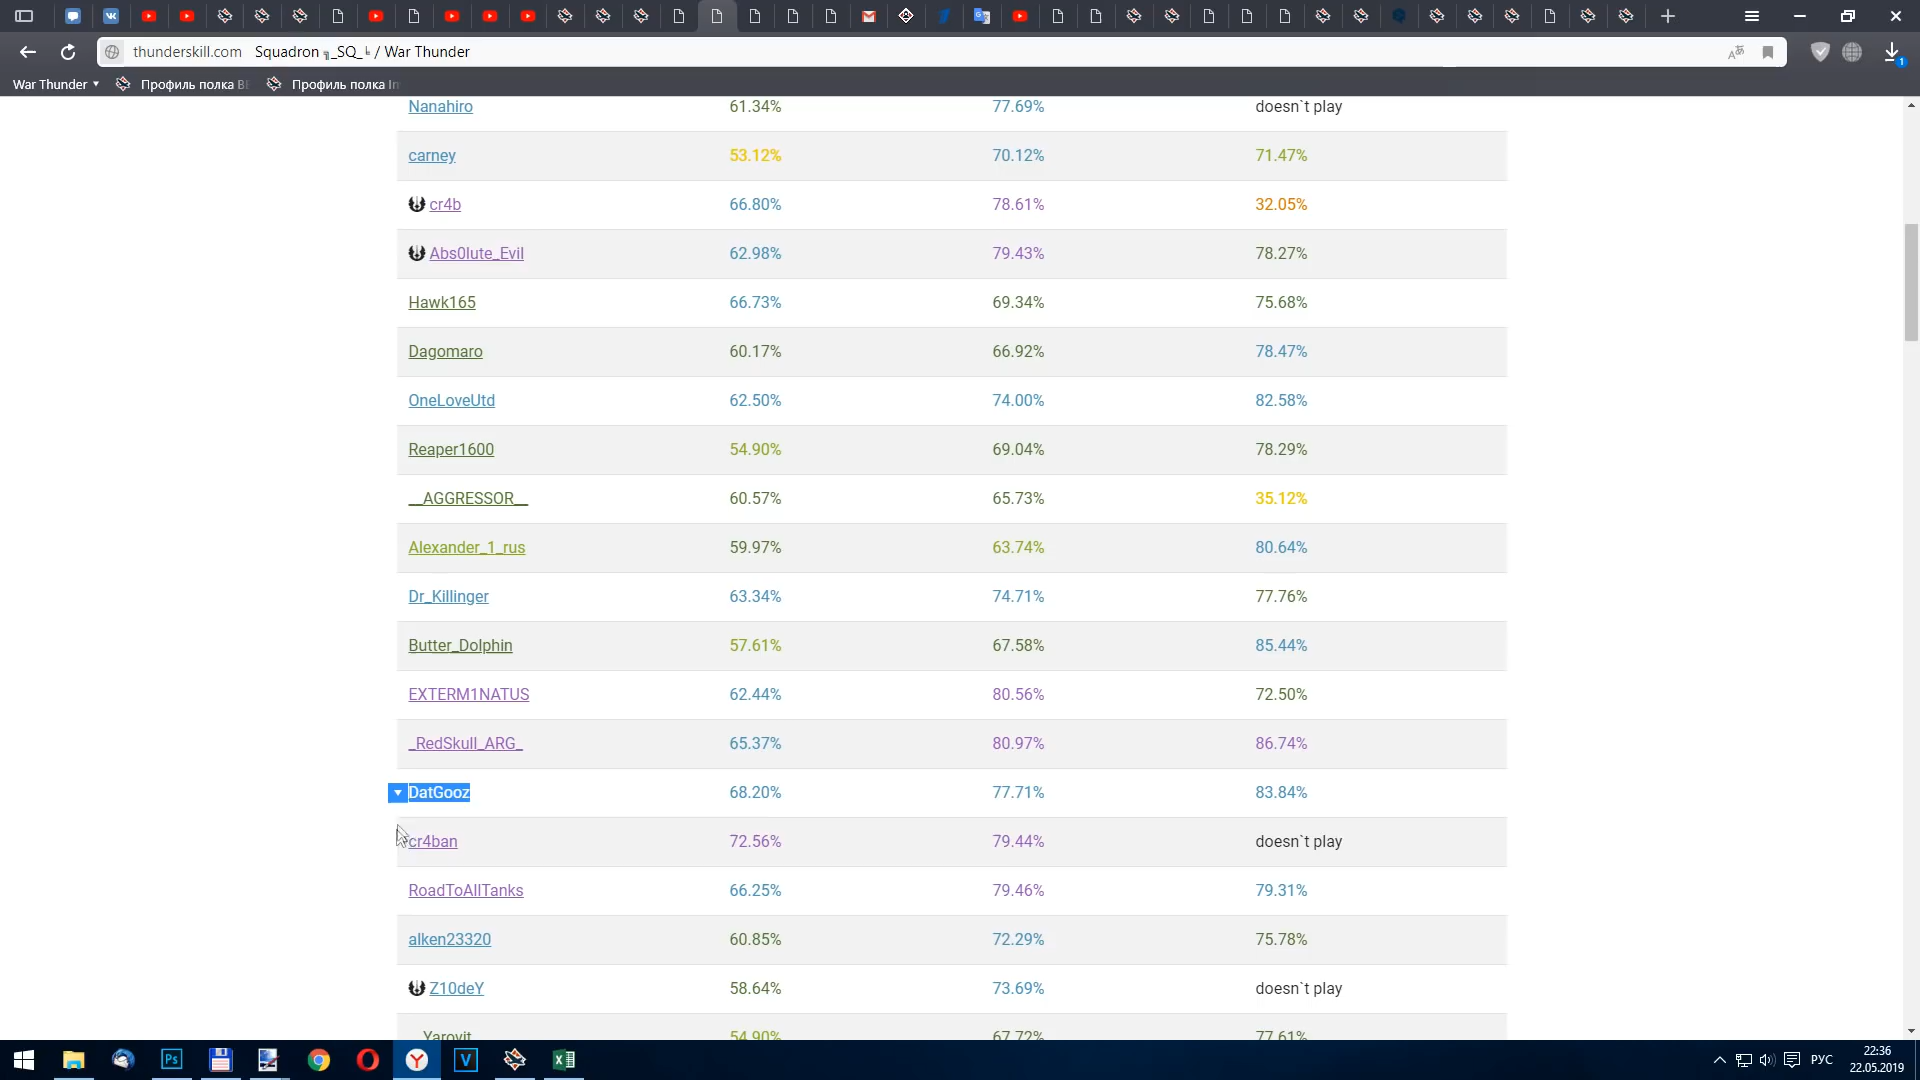 thunderskill.com Squadron ╗_SQ_╚ / War Thunder
War Thunder Профиль полка Профиль полка
Nanahiro 61.34% 77.69% doesn`t play
carney 53.12% 70.12% 71.47%
cr4b 66.80% 78.61% 32.05%
Abs0lute_Evil 62.98% 79.43% 78.27%
Hawk165 66.73% 69.34% 75.68%
Dagomaro 60.17% 66.92% 78.47%
OneLoveUtd 62.50% 74.00% 82.58%
Reaper1600 54.90% 69.04% 78.29%
__AGGRESSOR__ 60.57% 65.73% 35.12%
Alexander_1_rus 59.97% 63.74% 80.64%
Dr_Killinger 63.34% 74.71% 77.76%
Butter_Dolphin 57.61% 67.58% 85.44%
EXTERM1NATUS 62.44% 80.56% 72.50%
_RedSkull_ARG_ 65.37% 80.97% 86.74%
DatGooz 68.20% 77.71% 83.84%
cr4ban 72.56% 79.44% doesn`t play
RoadToAllTanks 66.25% 79.46% 79.31%
alken23320 60.85% 72.29% 75.78%
Z10deY 58.64% 73.69% doesn`t play
__Yarovit__ 54.90% 67.72% 77.61%
РУС 22:36
22.05.2019